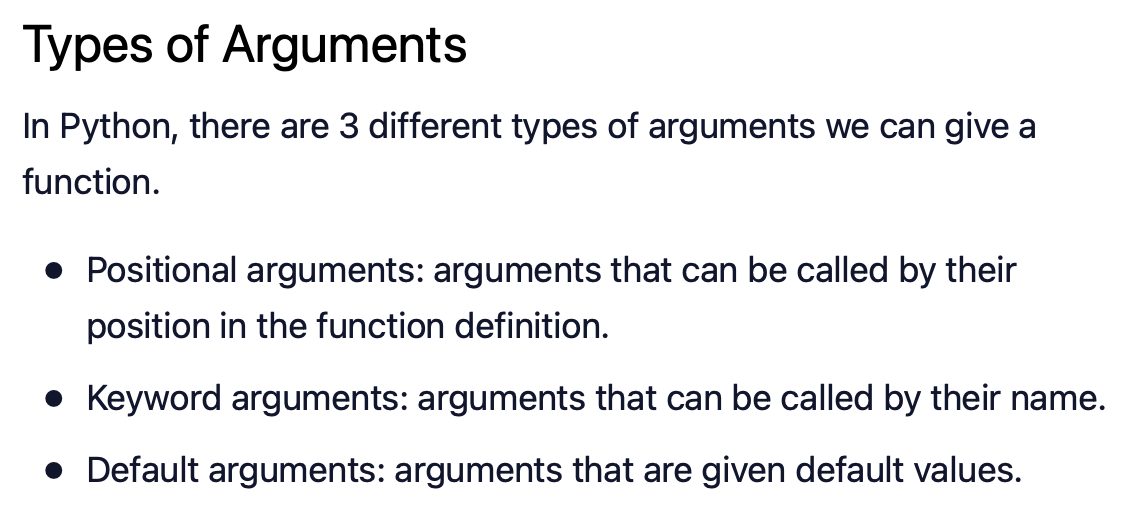 Types of Arguments
In Python, there are 3 different types of arguments we can give a
function.
● Positional arguments: arguments that can be called by their
position in the function definition.
● Keyword arguments: arguments that can be called by their name.
● Default arguments: arguments that are given default values.